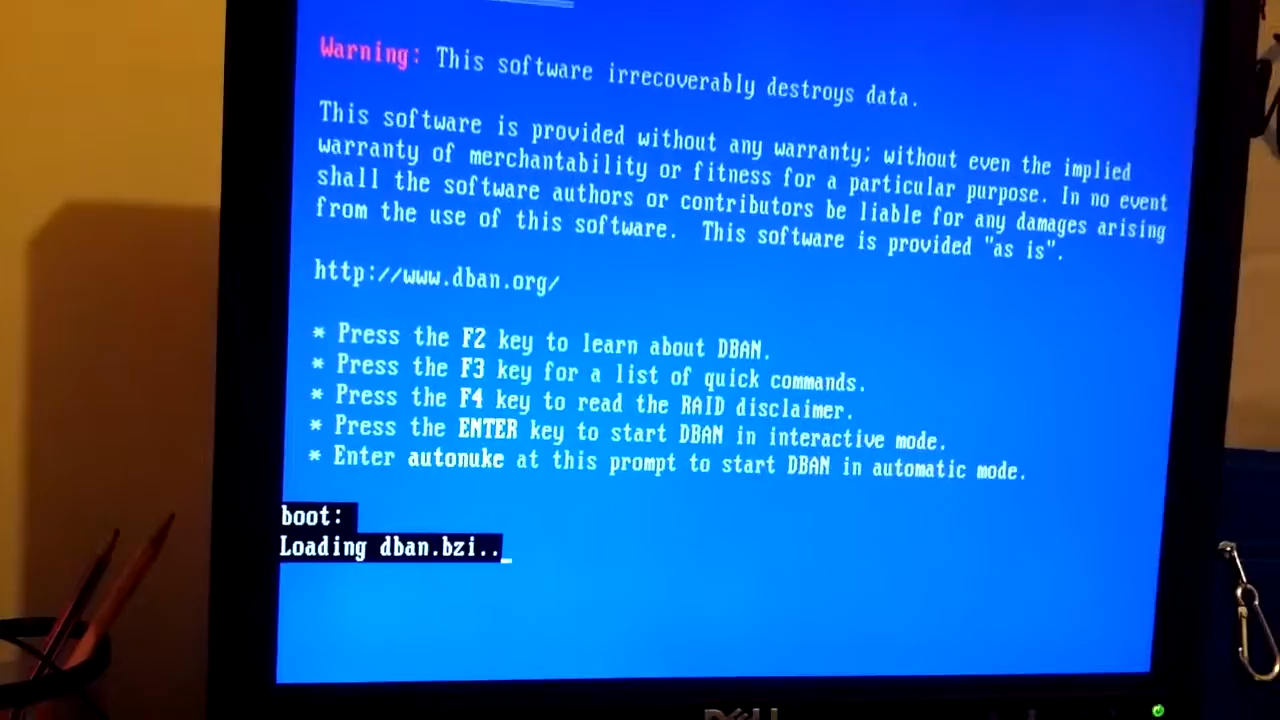 Warning: This software irrecoverably destroys data.
This software is provided without any warranty; without even the implied
warranty of merchantability or fitness for a particular purpose. In no event
shall the software authors or contributors be liable for any damages arising
from the use of this software.  This software is provided "as is".
http://www.dban.org/
* Press the F2 key to learn about DBAN.
* Press the F3 key for a list of quick commands.
* Press the F4 key to read the RAID disclaimer.
* Press the ENTER key to start DBAN in interactive mode.
* Enter autonuke at this prompt to start DBAN in automatic mode.
boot:
Loading dban.bzi.._
DELL